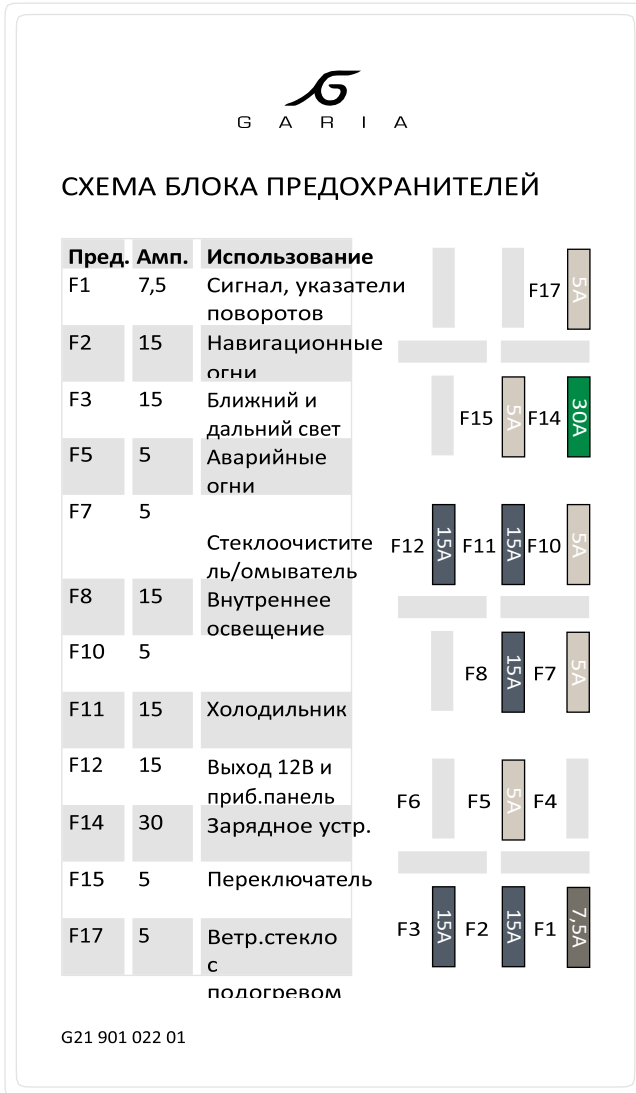 GARIA
СХЕМА БЛОКА ПРЕДОХРАНИТЕЛЕЙ
Пред. Амп. Использование
F1 7,5 Сигнал, указатели
поворотов
F2 15 Навигационные
огни
F3 15 Ближний и
дальний свет
F5 5 Аварийные
огни
F7 5
Стеклоочистите
ль/омыватель
F8 15 Внутреннее
освещение
F10 5
F11 15 Холодильник
F12 15 Выход 12В и
приб.панель
F14 30 Зарядное устр.
F15 5 Переключатель
F17 5 Ветр.стекло
с
подогревом
F17 5A
F15 5A F14 30A
F12 15A F11 15A F10 5A
F8 15A F7 5A
F6 F5 5A F4
F3 15A F2 15A F1 7,5A
G21 901 022 01